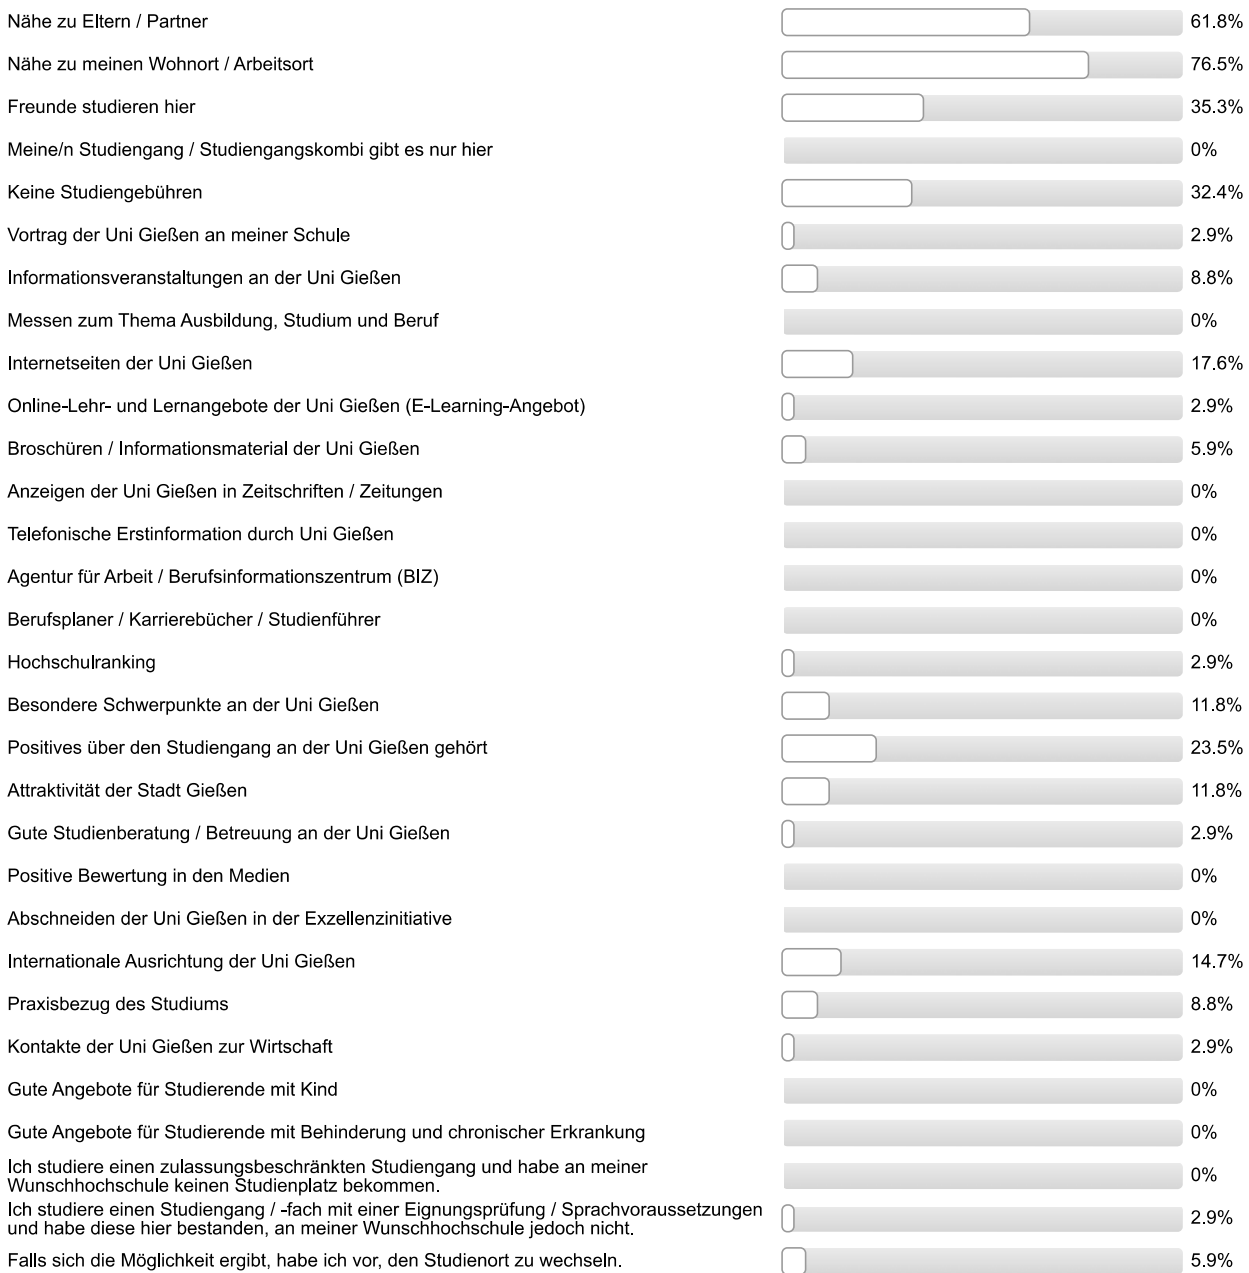 Nähe zu Eltern / Partner 61.8%
Nähe zu meinen Wohnort / Arbeitsort 76.5%
Freunde studieren hier 35.3%
Meine/n Studiengang / Studiengangskombi gibt es nur hier 0%
Keine Studiengebühren 32.4%
Vortrag der Uni Gießen an meiner Schule 2.9%
Informationsveranstaltungen an der Uni Gießen 8.8%
Messen zum Thema Ausbildung, Studium und Beruf 0%
Internetseiten der Uni Gießen 17.6%
Online-Lehr- und Lernangebote der Uni Gießen (E-Learning-Angebot) 2.9%
Broschüren / Informationsmaterial der Uni Gießen 5.9%
Anzeigen der Uni Gießen in Zeitschriften / Zeitungen 0%
Telefonische Erstinformation durch Uni Gießen 0%
Agentur für Arbeit / Berufsinformationszentrum (BIZ) 0%
Berufsplaner / Karrierebücher / Studienführer 0%
Hochschulranking 2.9%
Besondere Schwerpunkte an der Uni Gießen 11.8%
Positives über den Studiengang an der Uni Gießen gehört 23.5%
Attraktivität der Stadt Gießen 11.8%
Gute Studienberatung / Betreuung an der Uni Gießen 2.9%
Positive Bewertung in den Medien 0%
Abschneiden der Uni Gießen in der Exzellenzinitiative 0%
Internationale Ausrichtung der Uni Gießen 14.7%
Praxisbezug des Studiums 8.8%
Kontakte der Uni Gießen zur Wirtschaft 2.9%
Gute Angebote für Studierende mit Kind 0%
Gute Angebote für Studierende mit Behinderung und chronischer Erkrankung 0%
Ich studiere einen zulassungsbeschränkten Studiengang und habe an meiner
Wunschhochschule keinen Studienplatz bekommen. 0%
Ich studiere einen Studiengang / -fach mit einer Eignungsprüfung / Sprachvoraussetzungen
und habe diese hier bestanden, an meiner Wunschhochschule jedoch nicht. 2.9%
Falls sich die Möglichkeit ergibt, habe ich vor, den Studienort zu wechseln. 5.9%